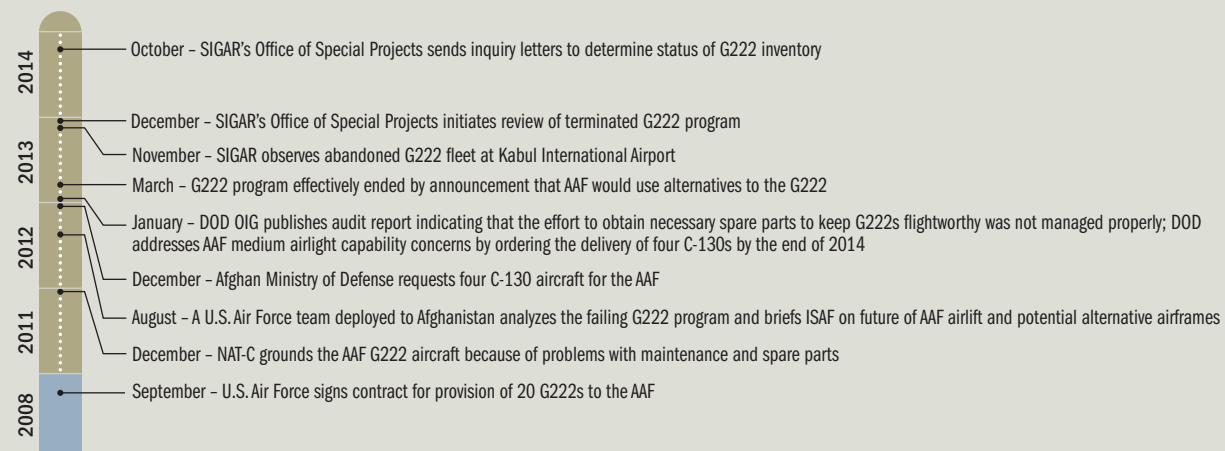 2014
October – SIGAR's Office of Special Projects sends inquiry letters to determine status of G222 inventory
2013
December – SIGAR's Office of Special Projects initiates review of terminated G222 program
November – SIGAR observes abandoned G222 fleet at Kabul International Airport
March – G222 program effectively ended by announcement that AAF would use alternatives to the G222
January – DOD OIG publishes audit report indicating that the effort to obtain necessary spare parts to keep G222s flightworthy was not managed properly; DOD
addresses AAF medium airlight capability concerns by ordering the delivery of four C-130s by the end of 2014
2012
December – Afghan Ministry of Defense requests four C-130 aircraft for the AAF
August – A U.S. Air Force team deployed to Afghanistan analyzes the failing G222 program and briefs ISAF on future of AAF airlift and potential alternative airframes
2011
December – NAT-C grounds the AAF G222 aircraft because of problems with maintenance and spare parts
2008
September – U.S. Air Force signs contract for provision of 20 G222s to the AAF